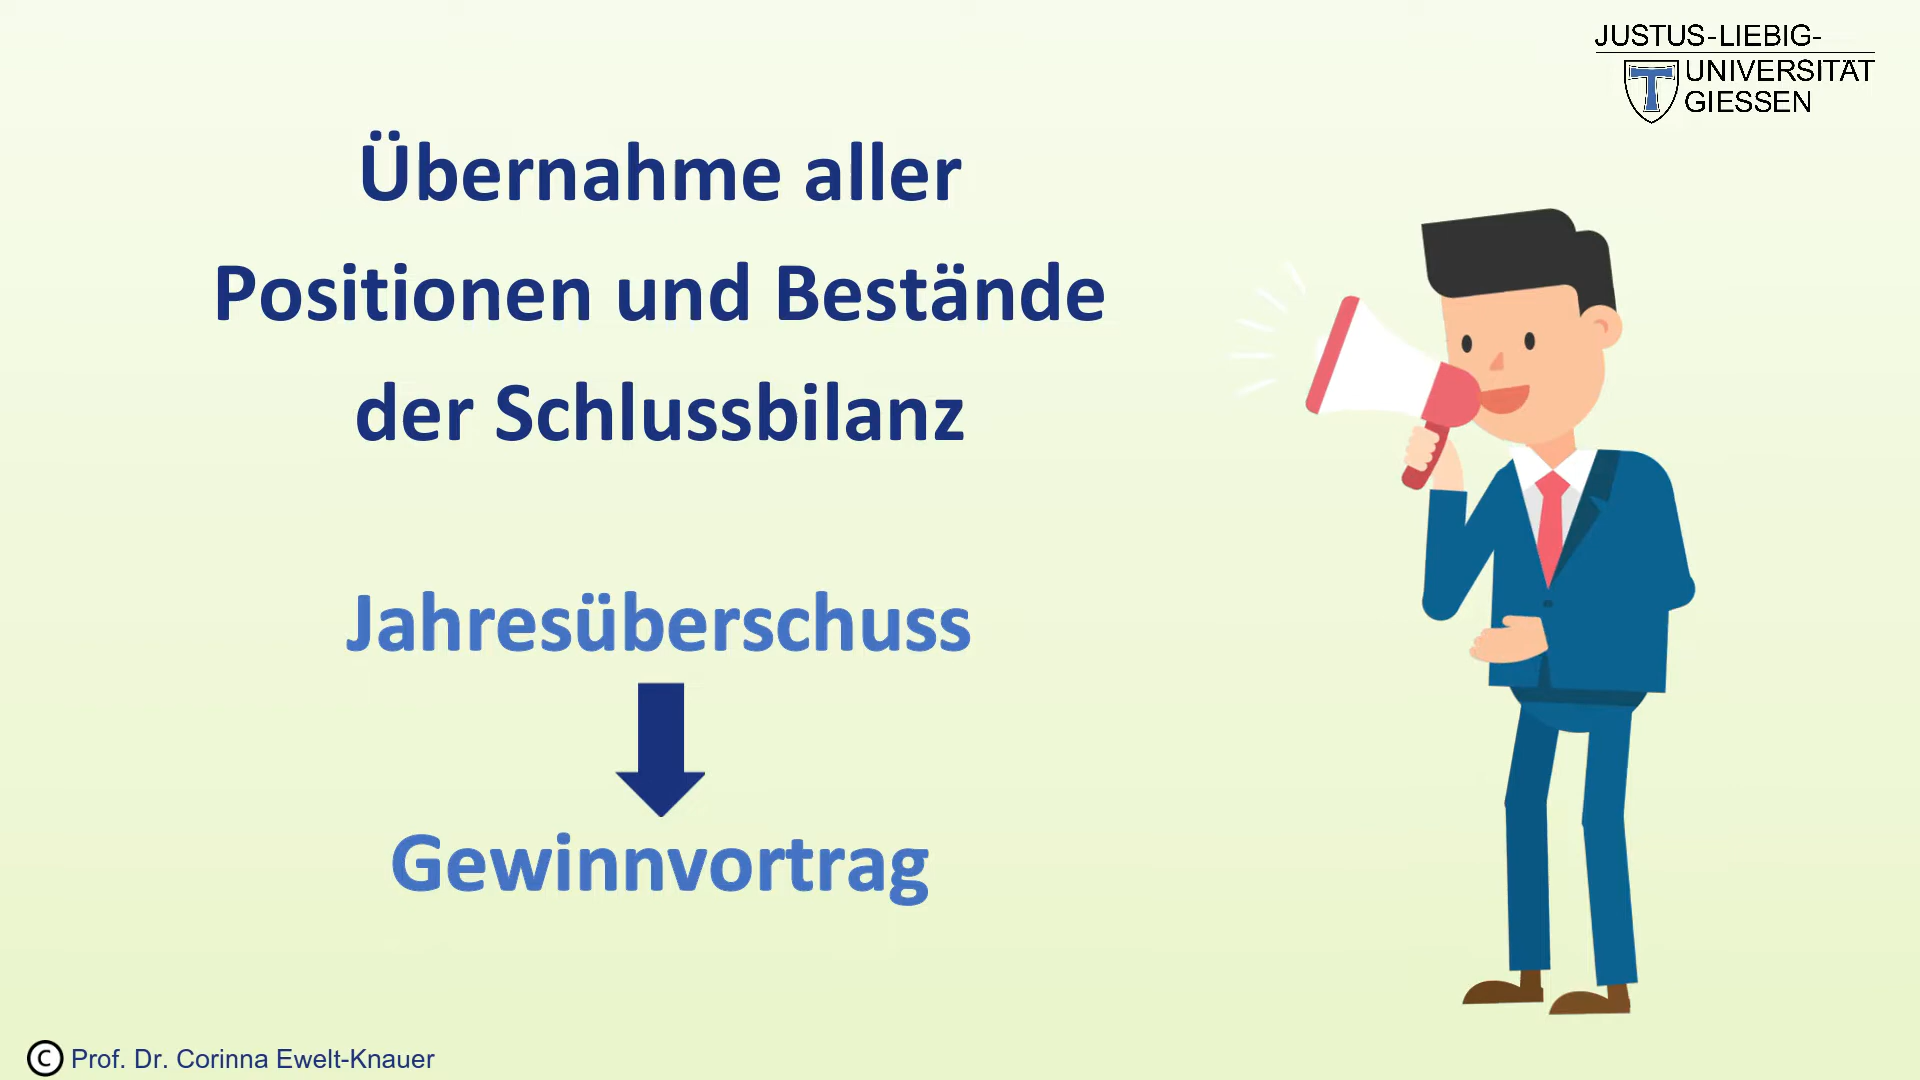 JUSTUS-LIEBIG-
UNIVERSITÄT
GIESSEN
Übernahme aller
Positionen und Bestände
der Schlussbilanz
Jahresüberschuss
Gewinnvortrag
© Prof. Dr. Corinna Ewelt-Knauer